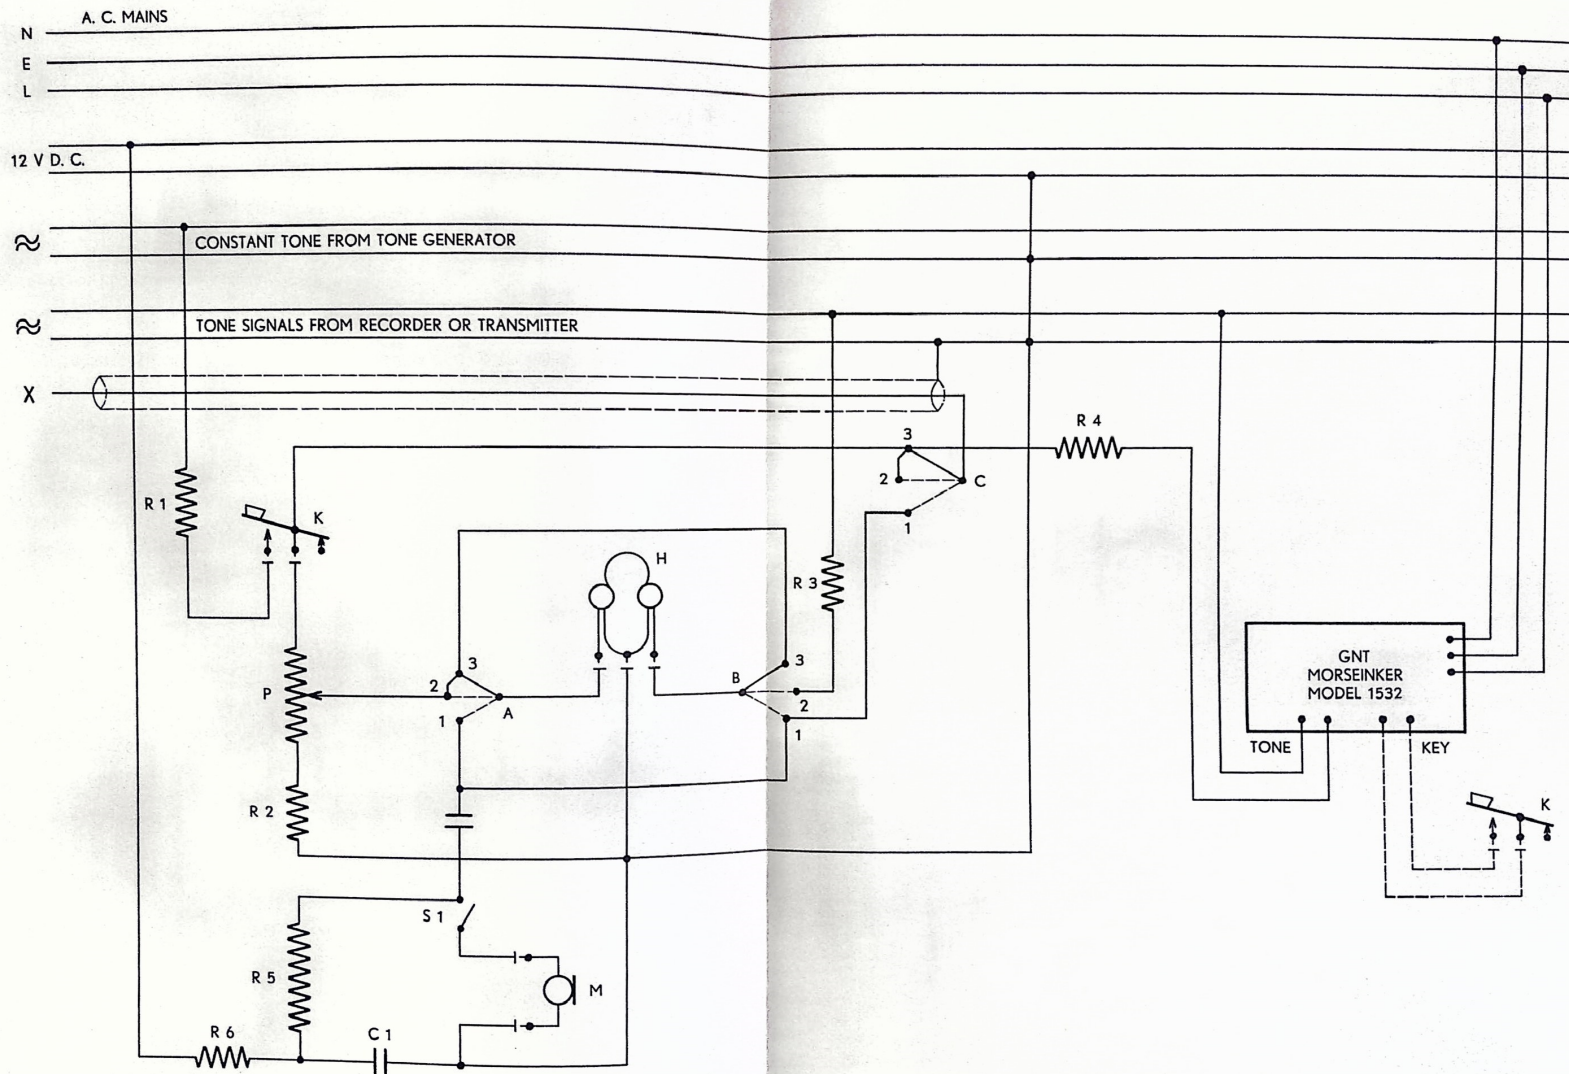 A. C. MAINS
N
E
L
12 V D. C.
≈ CONSTANT TONE FROM TONE GENERATOR
≈ TONE SIGNALS FROM RECORDER OR TRANSMITTER
X
R 4
3
2
C
1
R 1
K
H
R 3
P
3
2
A
1
B
3
2
1
GNT
MORSEINKER
MODEL 1532
TONE
KEY
R 2
K
S 1
R 5
M
R 6
C 1